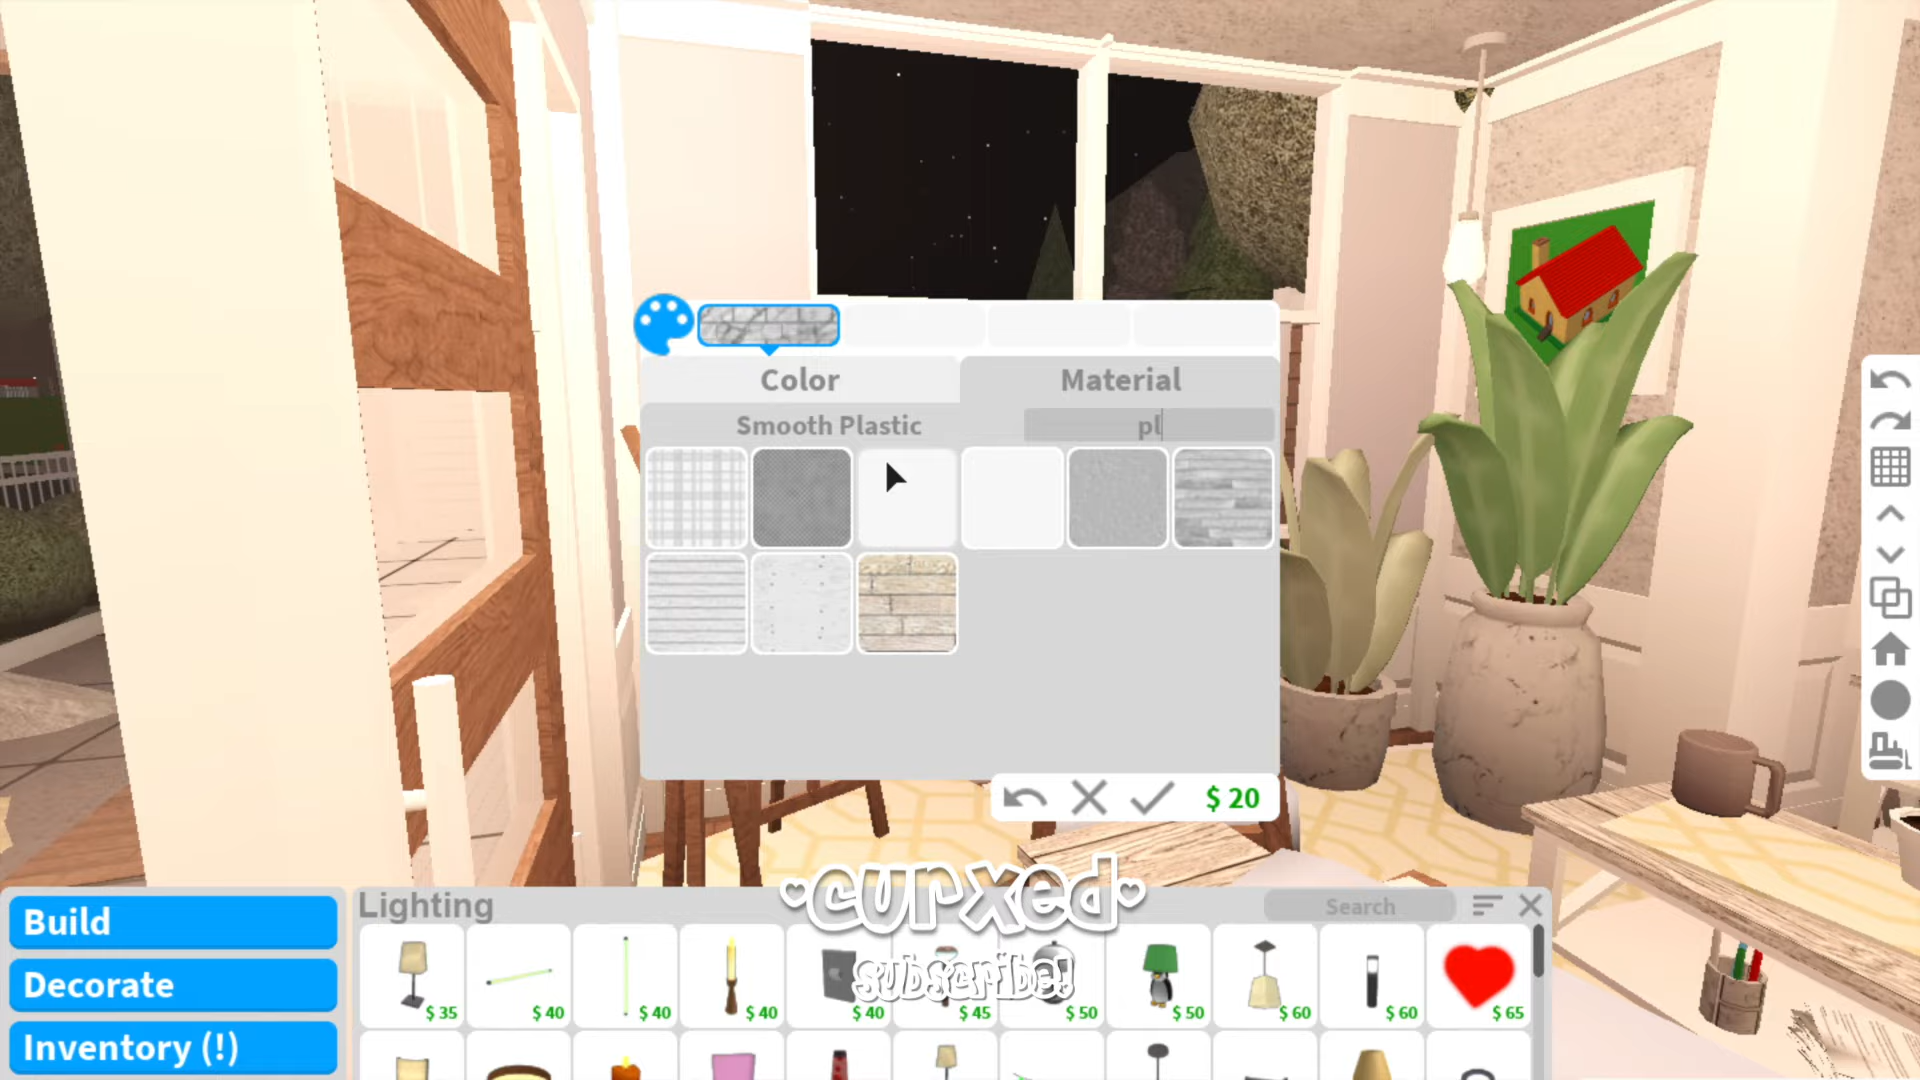 Color
Material
Smooth Plastic
pl
$ 20
•curxed•
subscribe!
Build
Decorate
Inventory (!)
Lighting
Search
$ 35
$ 40
$ 40
$ 40
$ 40
$ 45
$ 50
$ 50
$ 60
$ 60
$ 65